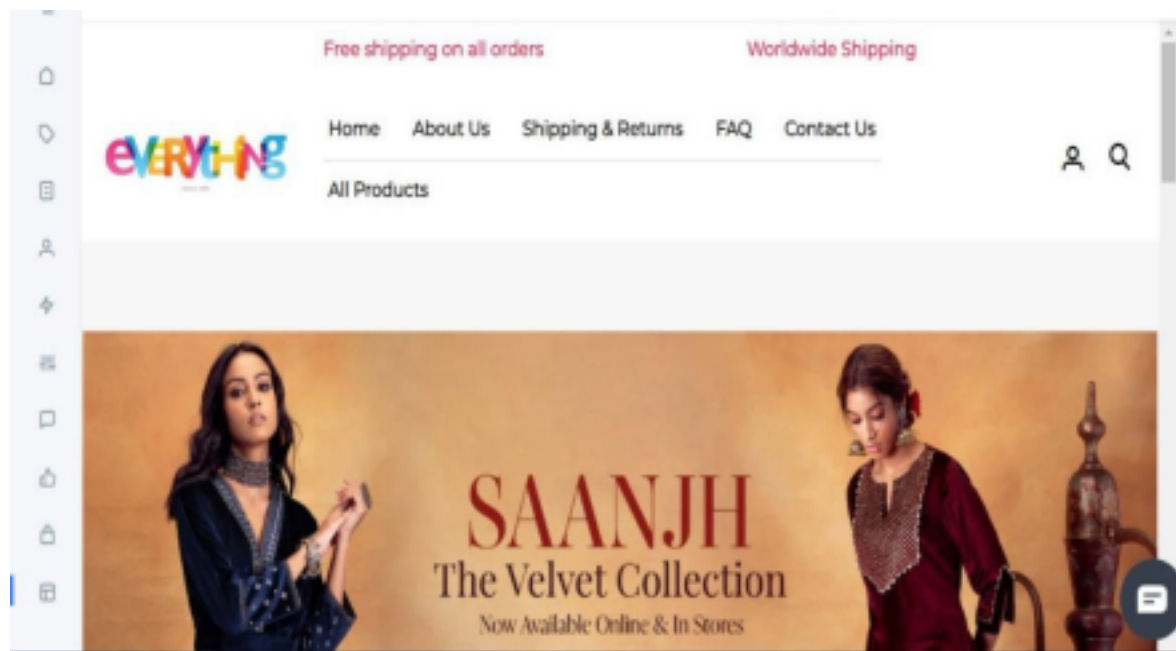 Free shipping on all orders
Worldwide Shipping
eVERYtHiNG
Home About Us Shipping & Returns FAQ Contact Us
All Products
SAANJH
The Velvet Collection
Now Available Online & In Stores